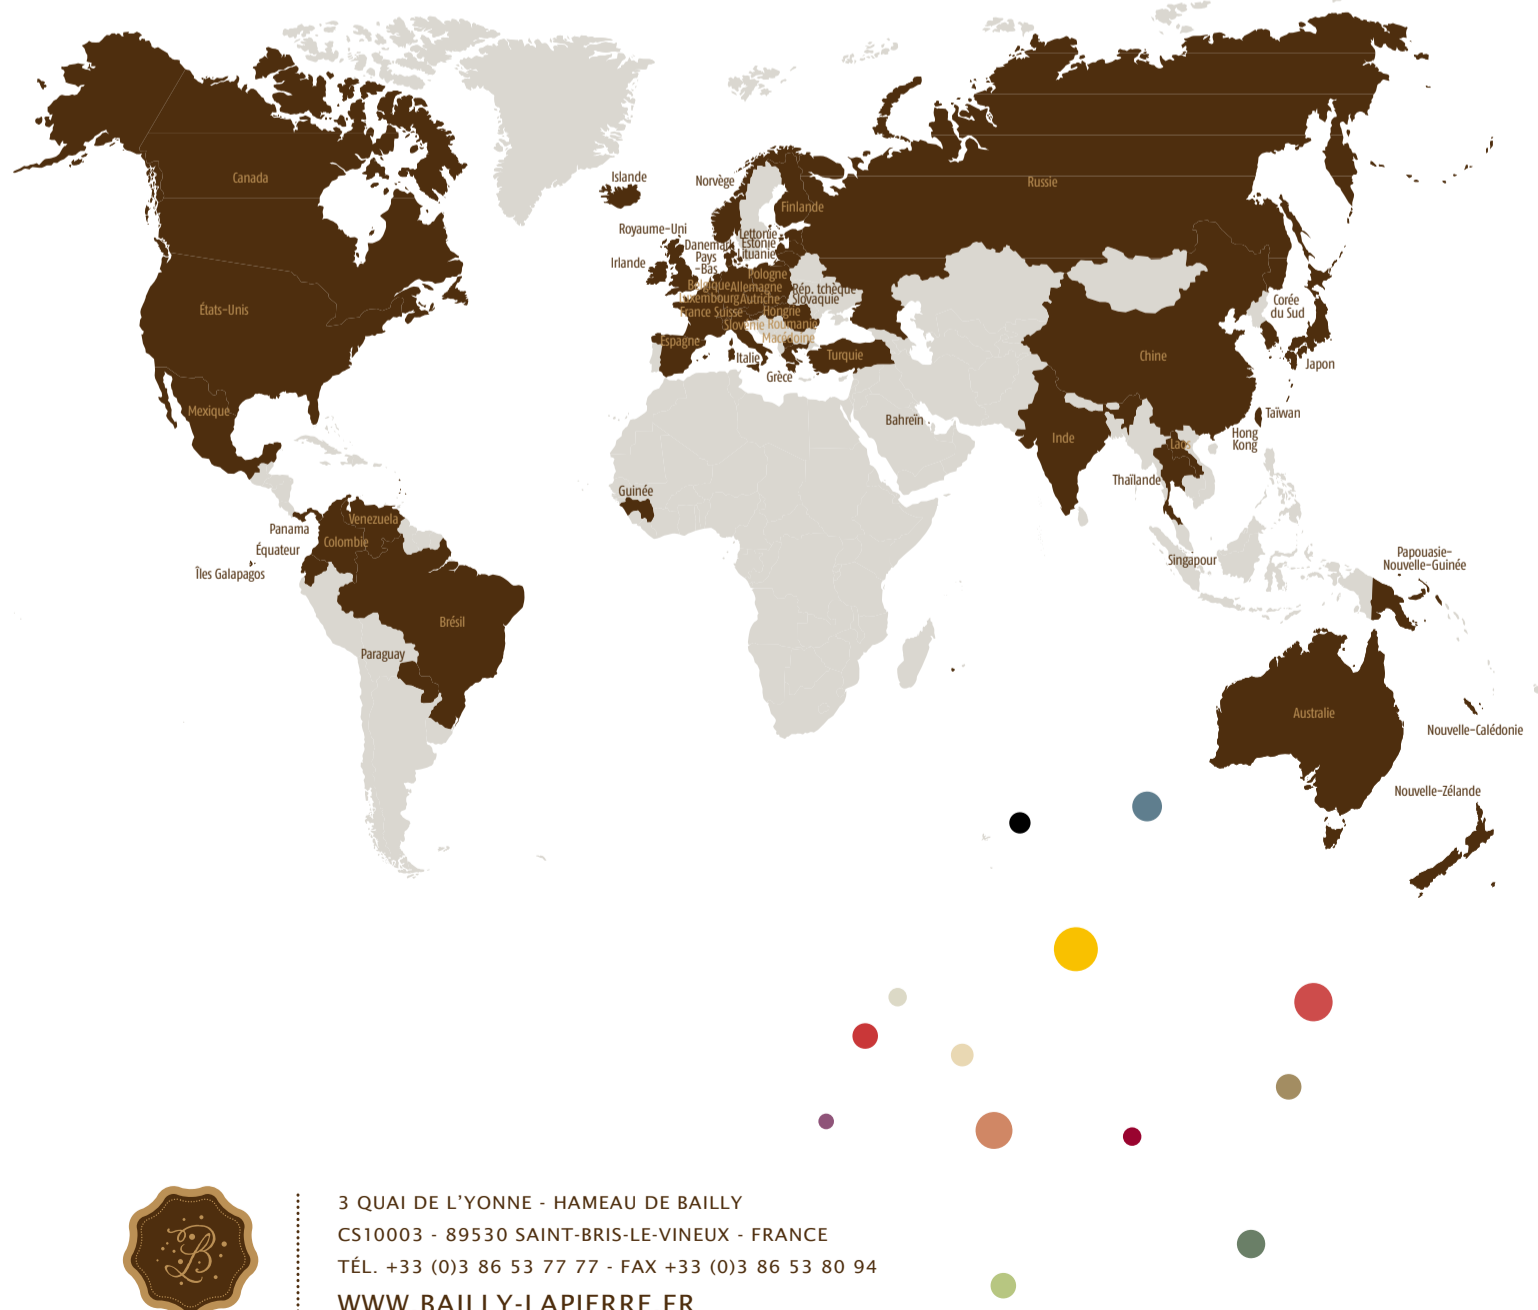 Canada
États-Unis
Mexique
Panama
Équateur
Îles Galapagos
Venezuela
Colombie
Brésil
Paraguay
Islande
Norvège
Finlande
Royaume-Uni
Irlande
Danemark
Pays
-Bas
Lettonie
Estonie
Lituanie
Pologne
Belgique
Allemagne
Rép. tchèque
Luxembourg
Autriche
Slovaquie
France
Suisse
Hongrie
Slovénie
Roumanie
Macédoine
Espagne
Italie
Grèce
Turquie
Russie
Guinée
Bahreïn
Inde
Chine
Corée
du Sud
Japon
Taïwan
Hong
Kong
Laos
Thaïlande
Singapour
Papouasie-
Nouvelle-Guinée
Australie
Nouvelle-Calédonie
Nouvelle-Zélande
B
3 QUAI DE L’YONNE - HAMEAU DE BAILLY
CS10003 - 89530 SAINT-BRIS-LE-VINEUX - FRANCE
TÉL. +33 (0)3 86 53 77 77 - FAX +33 (0)3 86 53 80 94
WWW.BAILLY-LAPIERRE.FR